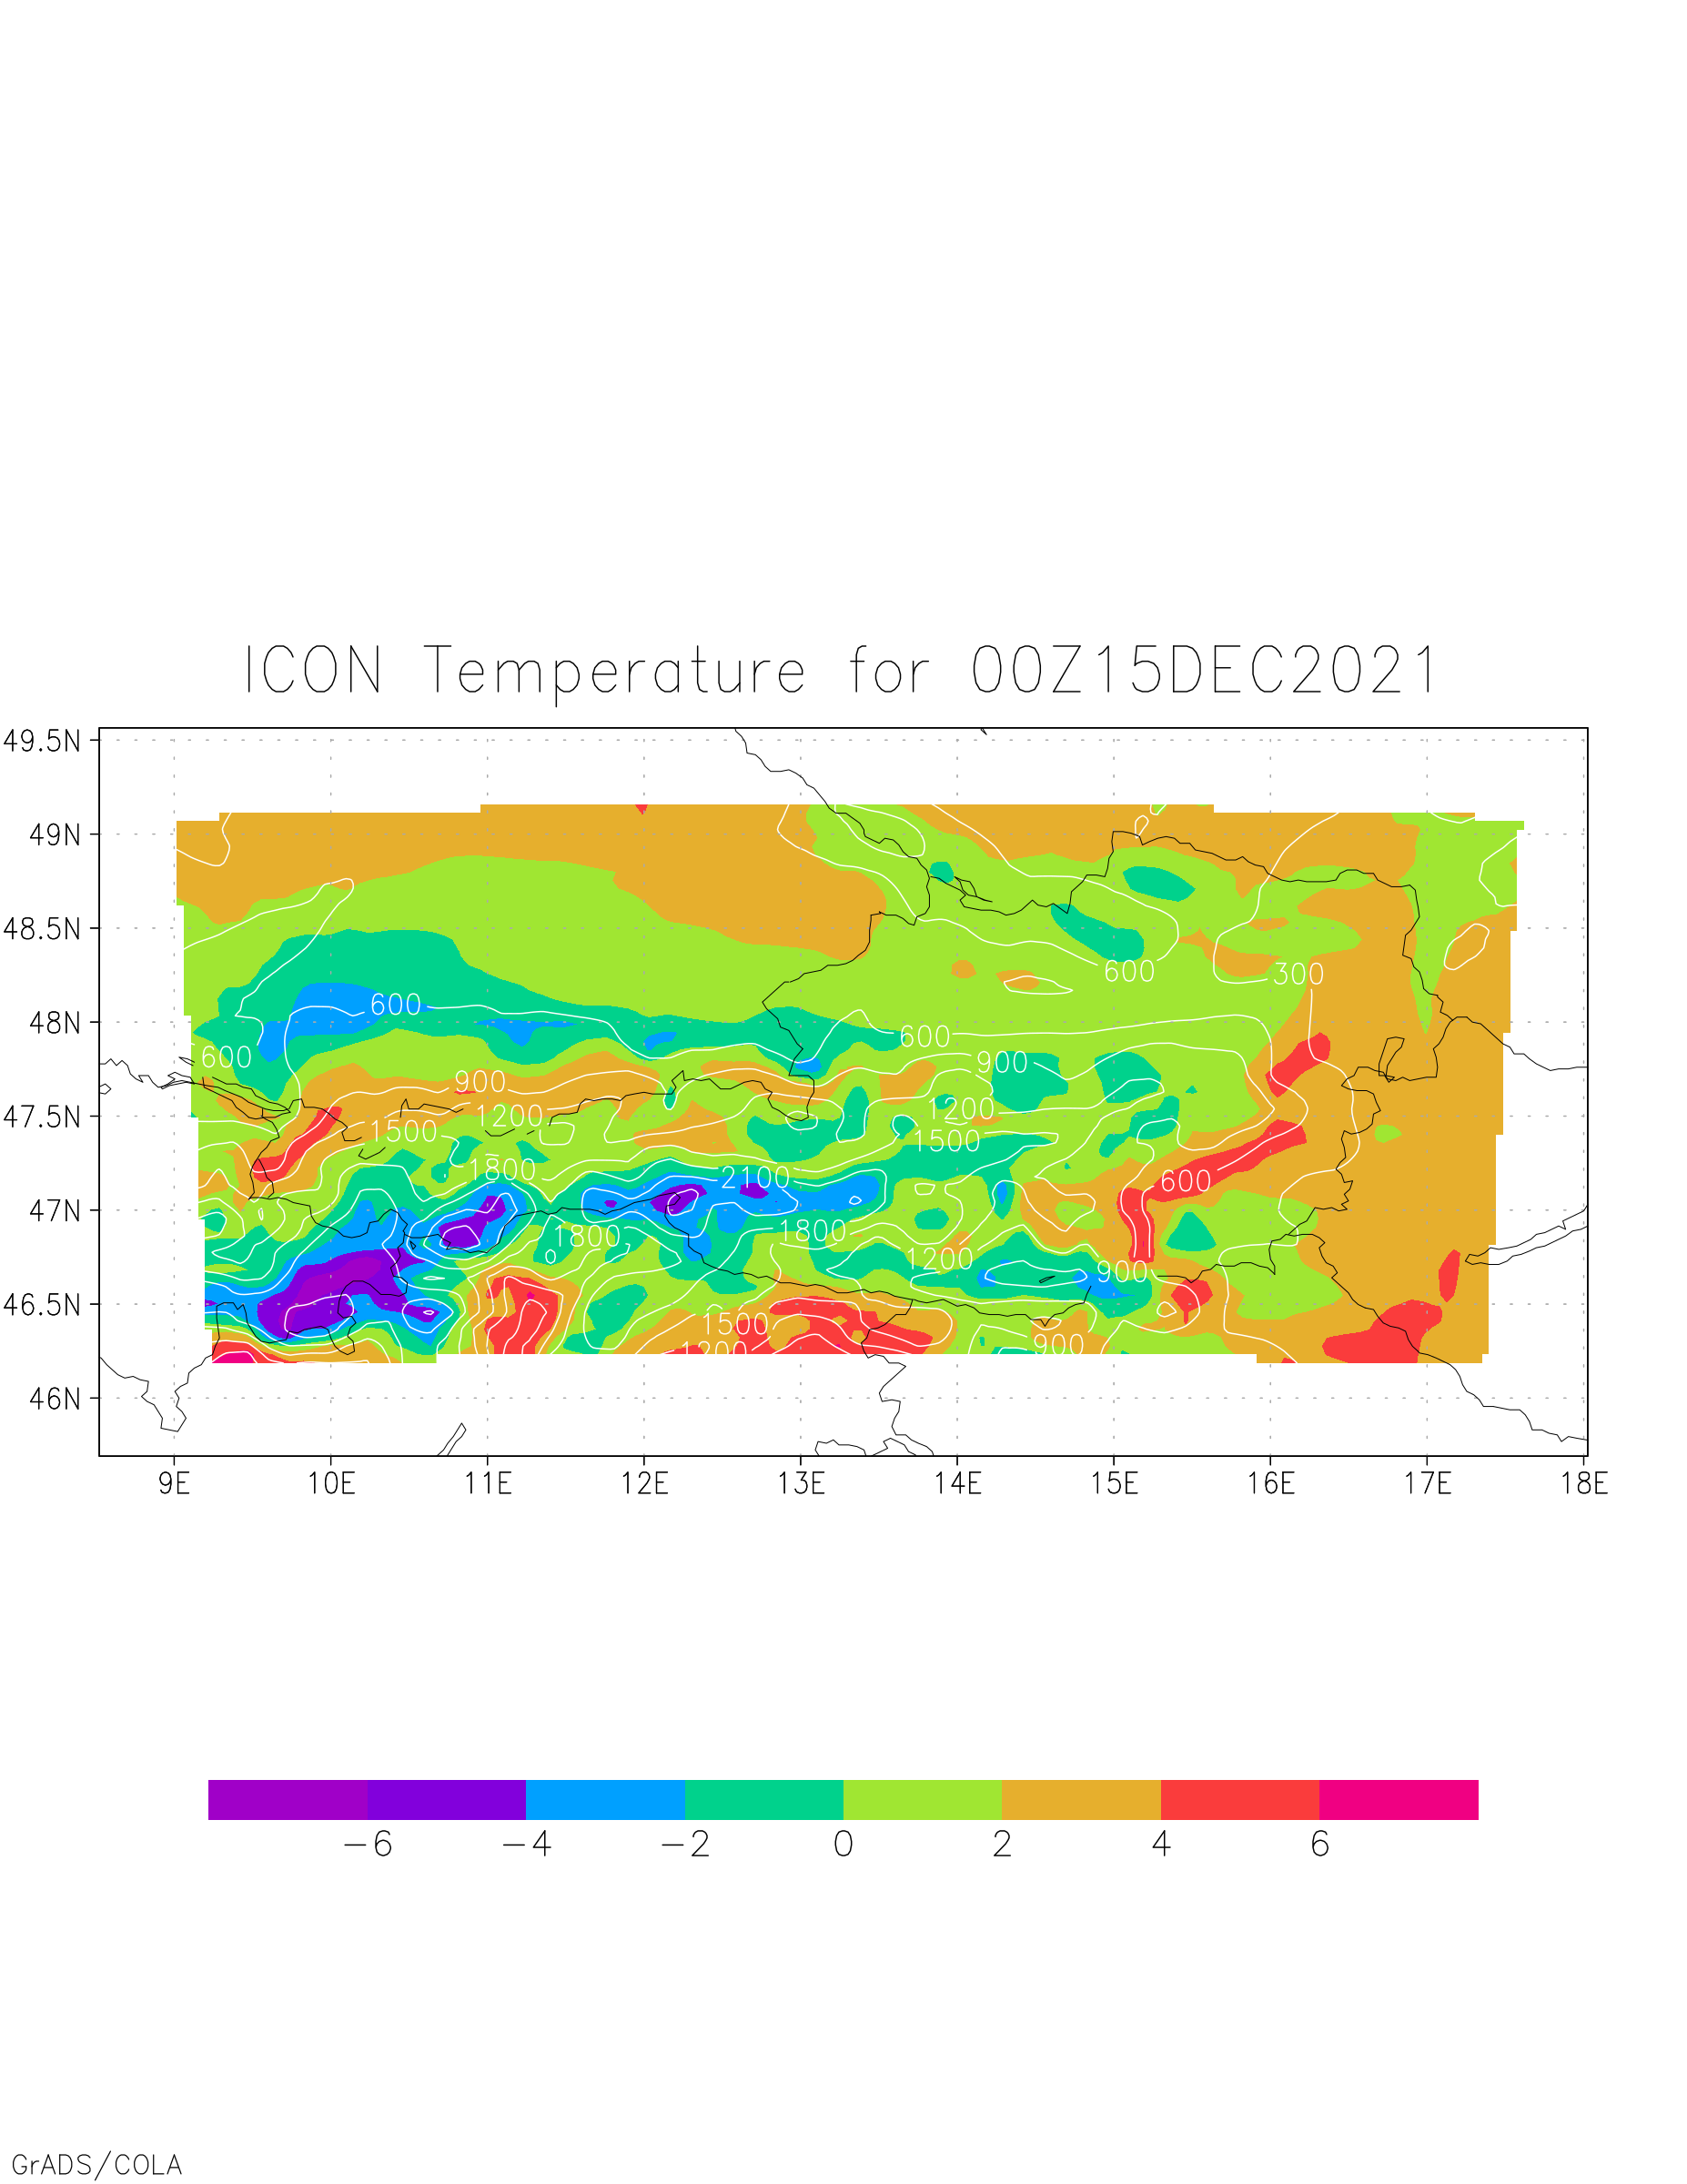 ICON Temperature for 00Z15DEC2021
49.5N
49N
48.5N
600 300
48N 600
600 600
900 900
47.5N 1200 1200
1500 1500
1800 2100 600
47N
1800 1800
1200 900
46.5N
1500 900
1200
46N
9E 10E 11E 12E 13E 14E 15E 16E 17E 18E
-6 -4 -2 0 2 4 6
GrADS/COLA